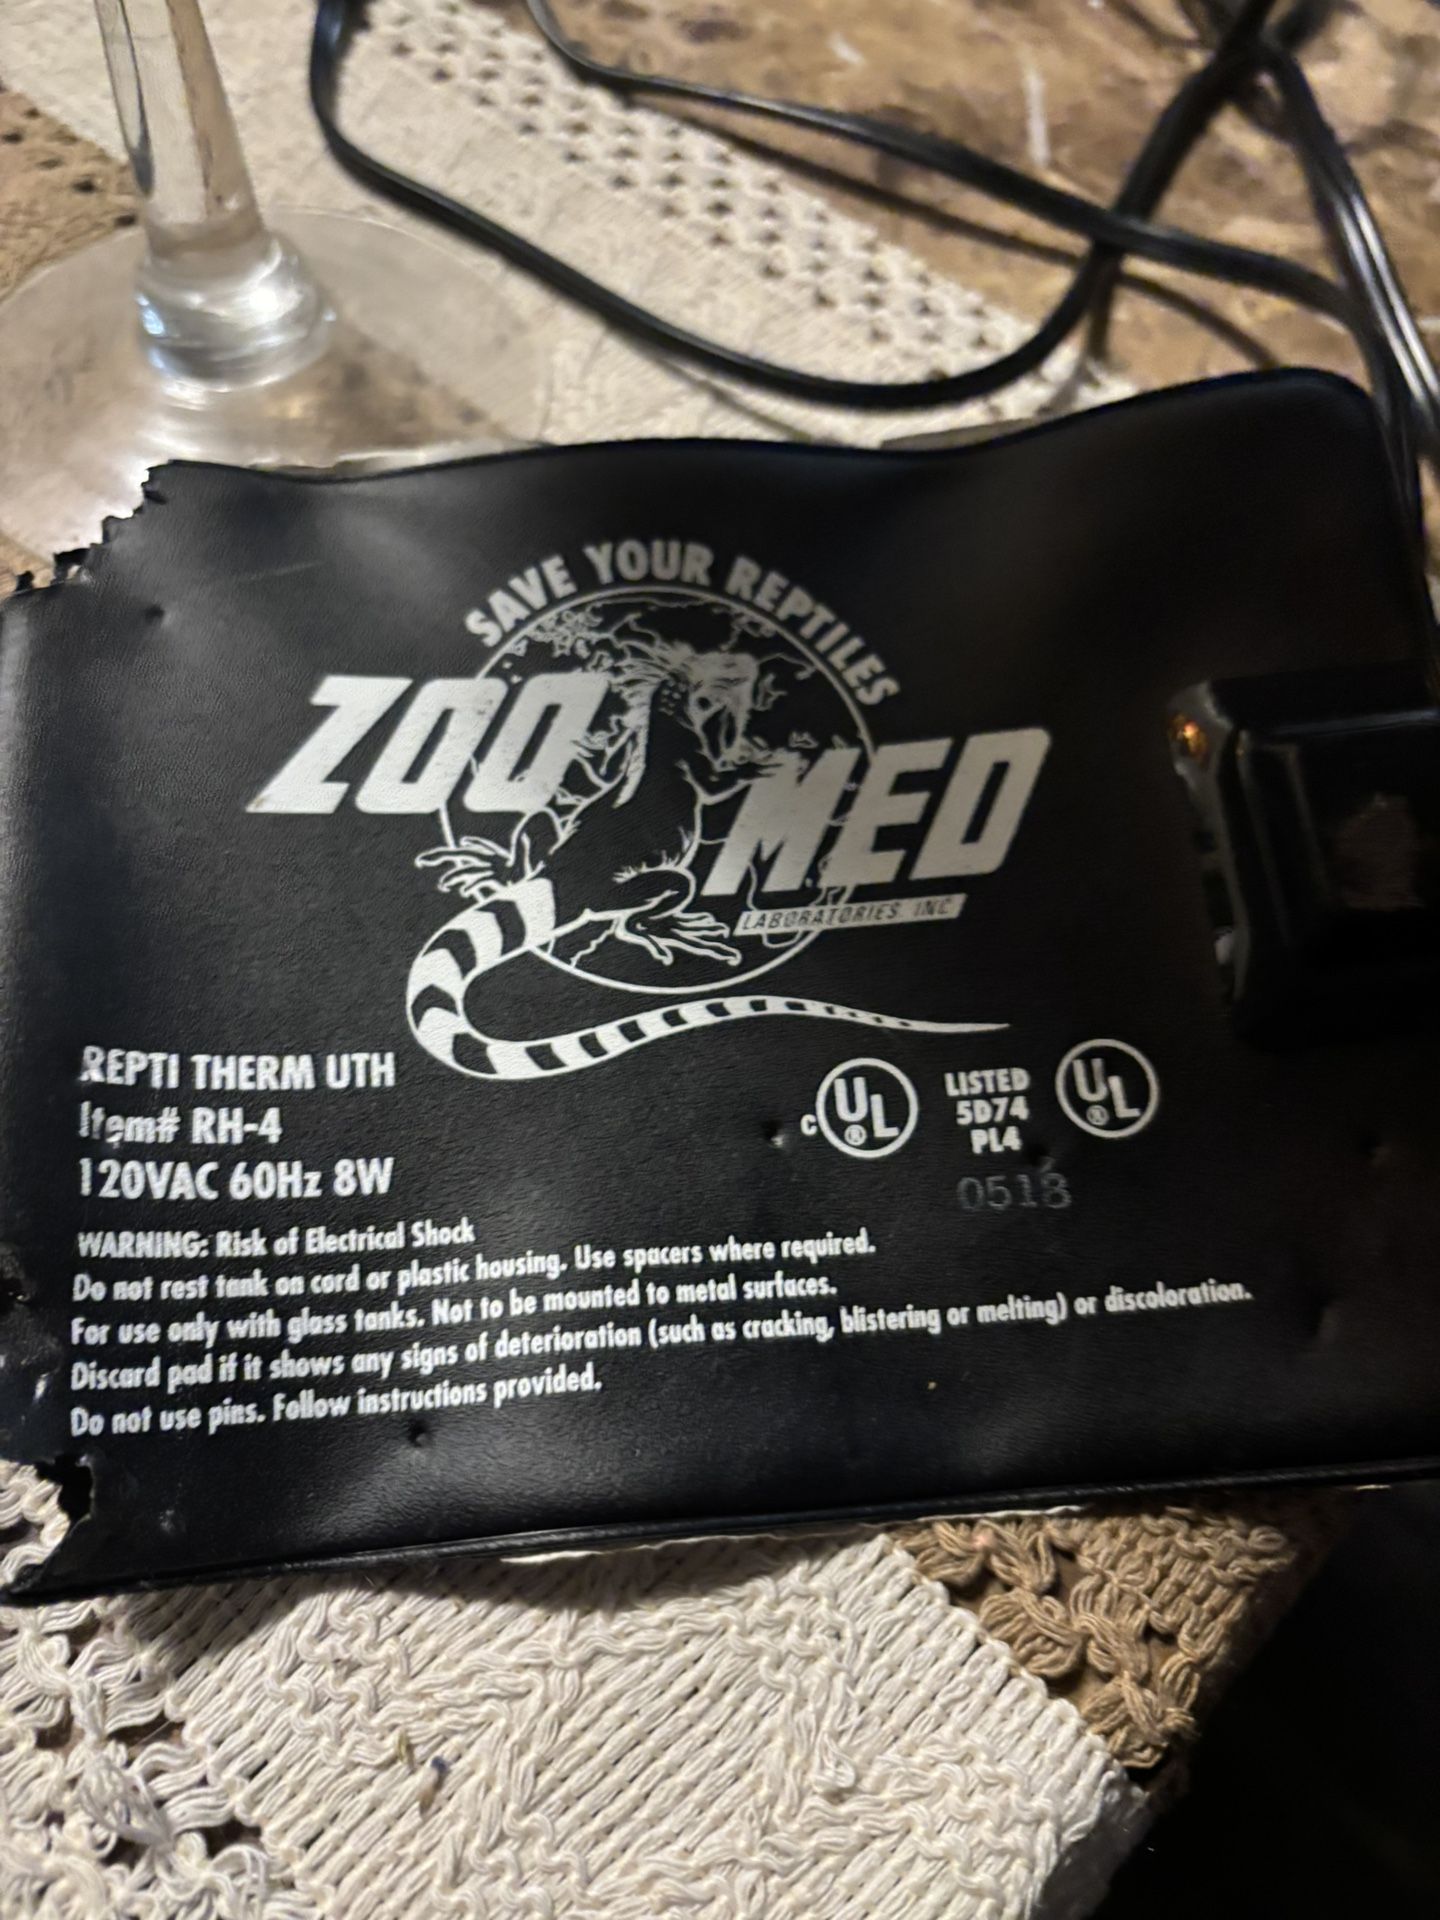 SAVE YOUR REPTILES
ZOO MED
LABORATORIES, INC
REPTI THERM UTH
Item# RH-4
120VAC 60Hz 8W
c UL® LISTED UL®
5D74
PL4
0518
WARNING: Risk of Electrical Shock
Do not rest tank on cord or plastic housing. Use spacers where required.
For use only with glass tanks. Not to be mounted to metal surfaces.
Discard pad if it shows any signs of deterioration (such as cracking, blistering or melting) or discoloration.
Do not use pins. Follow instructions provided.